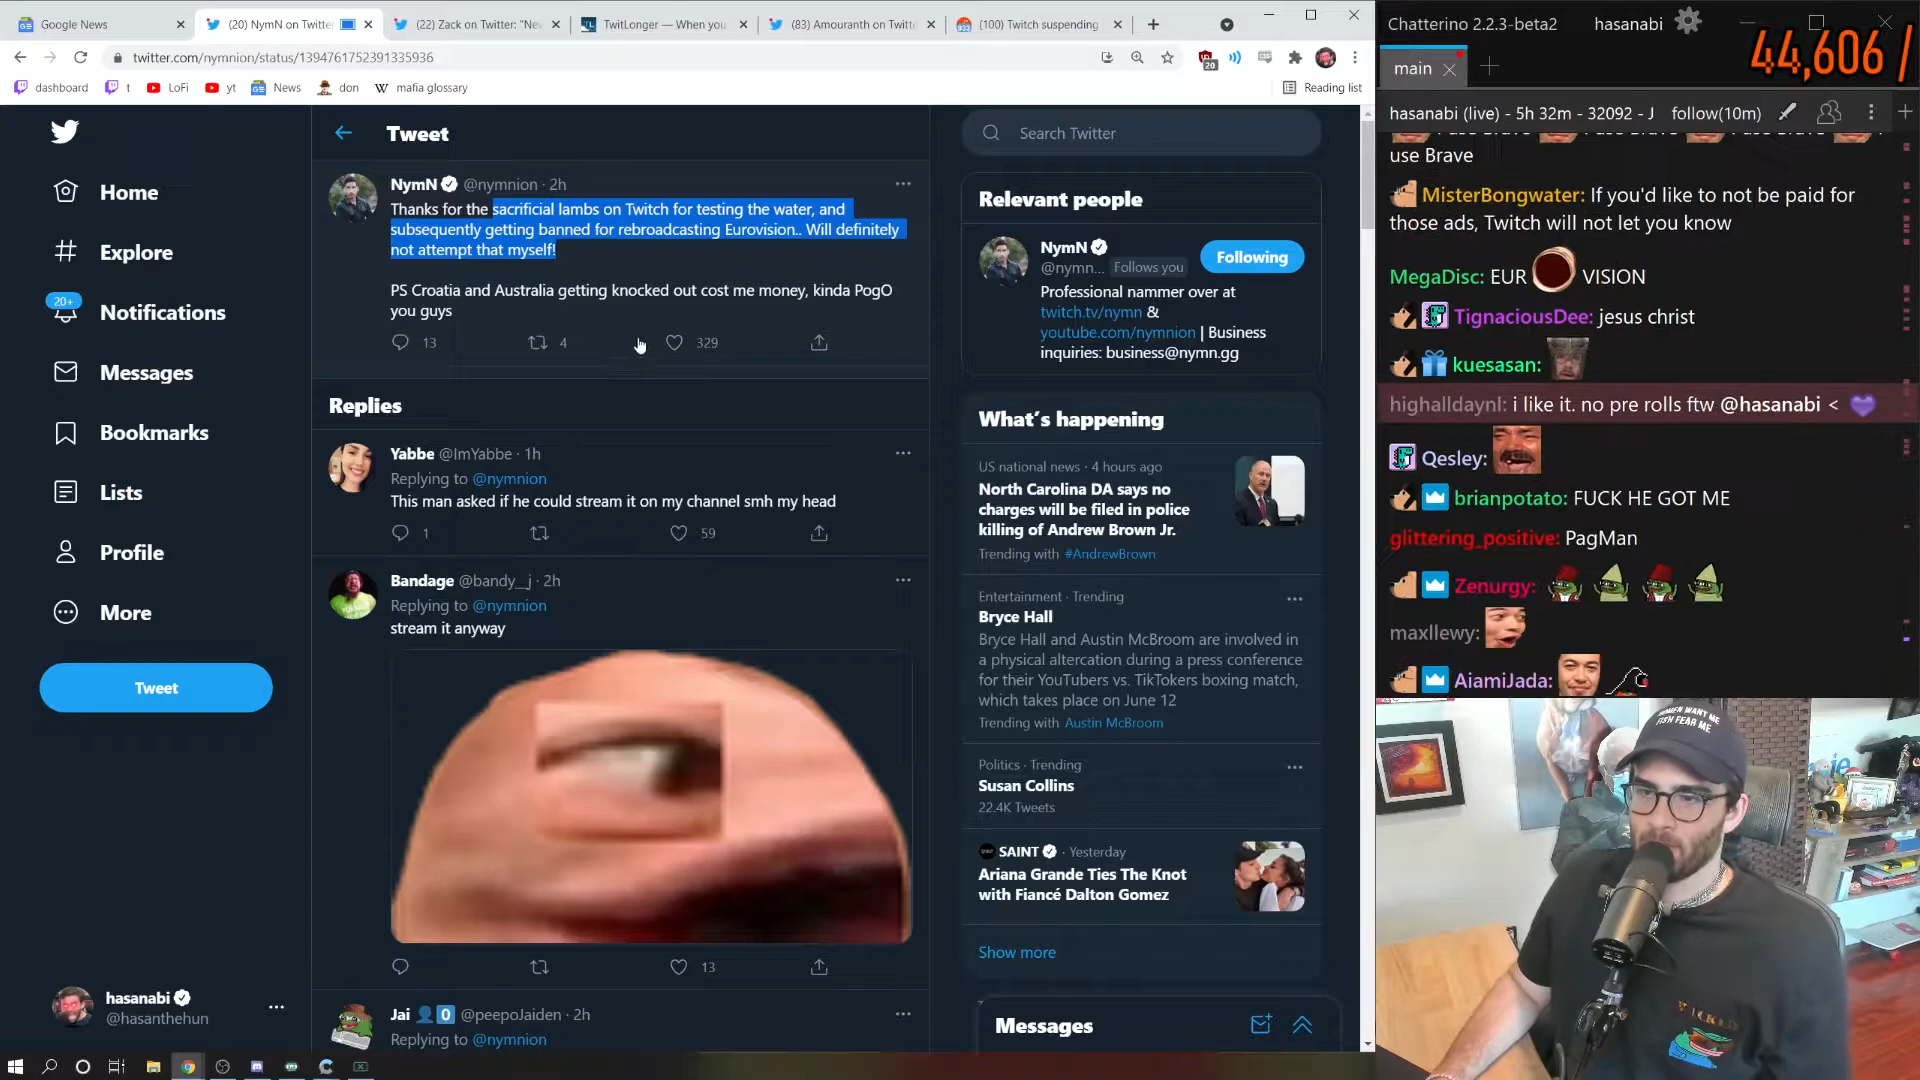 Google News
(20) NymN on Twitter
(22) Zack on Twitter: "Nev
TwitLonger — When you
(83) Amouranth on Twitt
(100) Twitch suspending
twitter.com/nymnion/status/1394761752391335936
20
dashboard
t
LoFi
yt
News
don
mafia glossary
Reading list
Home
Explore
20+
Notifications
Messages
Bookmarks
Lists
Profile
More
Tweet
hasanabi
@hasanthehun
Tweet
NymN @nymnion · 2h
Thanks for the sacrificial lambs on Twitch for testing the water, and
subsequently getting banned for rebroadcasting Eurovision.. Will definitely
not attempt that myself!
PS Croatia and Australia getting knocked out cost me money, kinda PogO
you guys
13 4 329
Replies
Yabbe @ImYabbe · 1h
Replying to @nymnion
This man asked if he could stream it on my channel smh my head
1 59
Bandage @bandy__j · 2h
Replying to @nymnion
stream it anyway
13
Jai 0 @peepoJaiden · 2h
Replying to @nymnion
Search Twitter
Relevant people
NymN
@nymn... Follows you
Following
Professional nammer over at
twitch.tv/nymn &
youtube.com/nymnion | Business
inquiries: business@nymn.gg
What's happening
US national news · 4 hours ago
North Carolina DA says no
charges will be filed in police
killing of Andrew Brown Jr.
Trending with #AndrewBrown
Entertainment · Trending
Bryce Hall
Bryce Hall and Austin McBroom are involved in
a physical altercation during a press conference
for their YouTubers vs. TikTokers boxing match,
which takes place on June 12
Trending with Austin McBroom
Politics · Trending
Susan Collins
22.4K Tweets
SAINT · Yesterday
Ariana Grande Ties The Knot
with Fiancé Dalton Gomez
Show more
Messages
Chatterino 2.2.3-beta2 hasanabi
44,606 /
main
hasanabi (live) - 5h 32m - 32092 - J follow(10m)
use Brave
MisterBongwater: If you'd like to not be paid for
those ads, Twitch will not let you know
MegaDisc: EUR VISION
TignaciousDee: jesus christ
kuesasan:
highalldaynl: i like it. no pre rolls ftw @hasanabi <
Qesley:
brianpotato: FUCK HE GOT ME
glittering_positive: PagMan
Zenurgy:
maxllewy:
AiamiJada:
WOMEN WANT ME
FISH FEAR ME